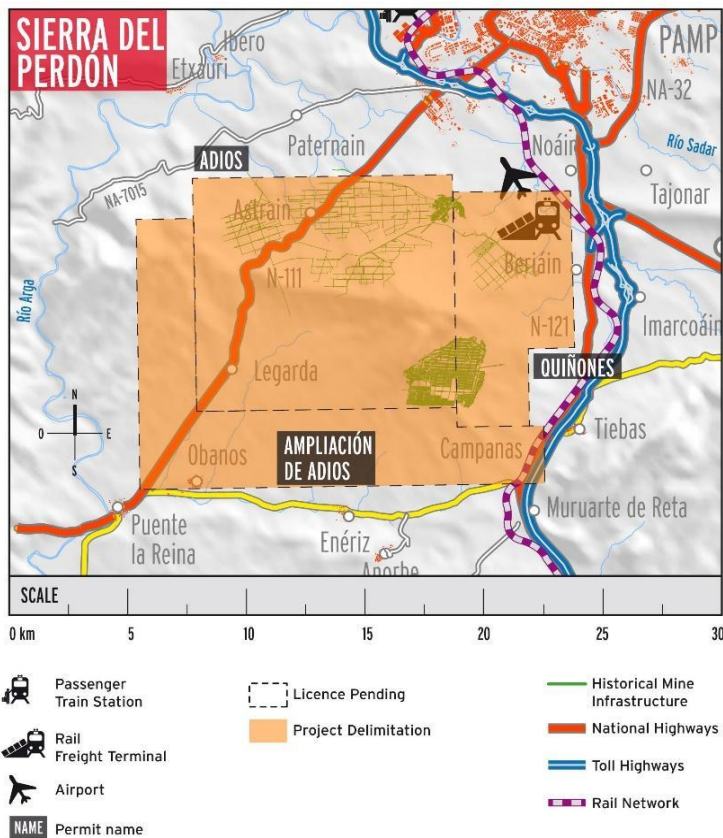 SIERRA DEL
PERDÓN
Ibero
Etxauri
PAMP
NA-32
Paternain
Noáin
Río Sadar
ADIOS
Tajonar
NA-7015
Astrain
Río Arga
N-111
Beriáin
N-121
Imarcoáin
Legarda
QUIÑONES
N
O
E
S
AMPLIACIÓN
DE ADIOS
Obanos
Campanas
Tiebas
Puente
la Reina
Enériz
Muruarte de Reta
Añorbe
SCALE
0 km 5 10 15 20 25 30
Passenger
Train Station
Rail
Freight Terminal
Airport
NAME Permit name
Licence Pending
Project Delimitation
Historical Mine
Infrastructure
National Highways
Toll Highways
Rail Network